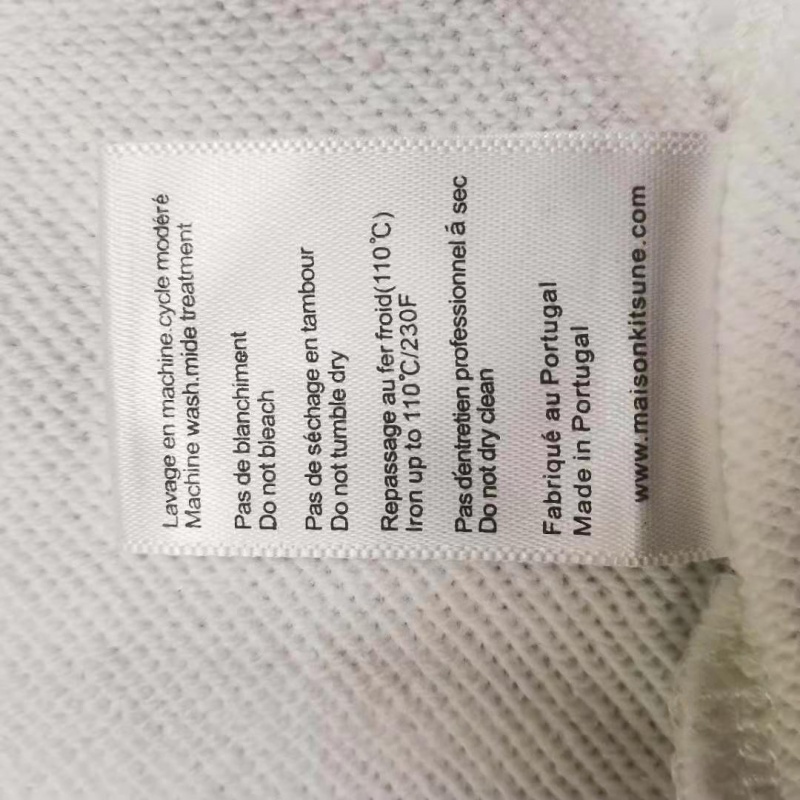 Lavage en machine.cycle modéré
Machine wash.mide treatment
Pas de blanchiment
Do not bleach
Pas de séchage en tambour
Do not tumble dry
Repassage au fer froid(110℃)
Iron up to 110℃/230F
Pas d'entretien professionnel á sec
Do not dry clean
Fabriqué au Portugal
Made in Portugal
www.maisonkitsune.com